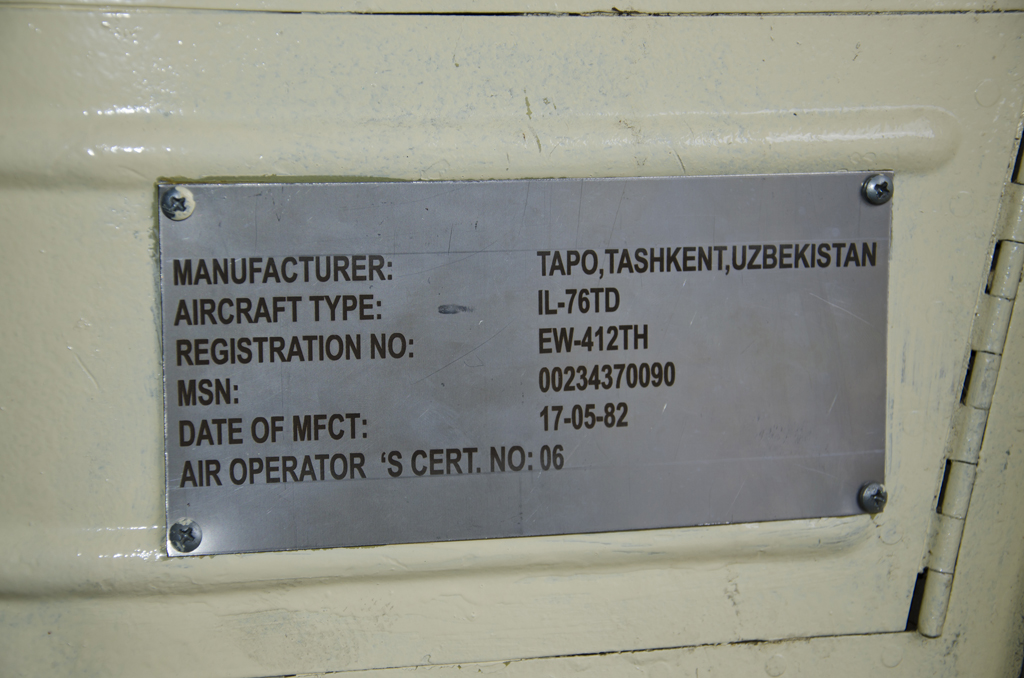 MANUFACTURER: TAPO,TASHKENT,UZBEKISTAN
AIRCRAFT TYPE: IL-76TD
REGISTRATION NO: EW-412TH
MSN: 00234370090
DATE OF MFCT: 17-05-82
AIR OPERATOR 'S CERT. NO: 06